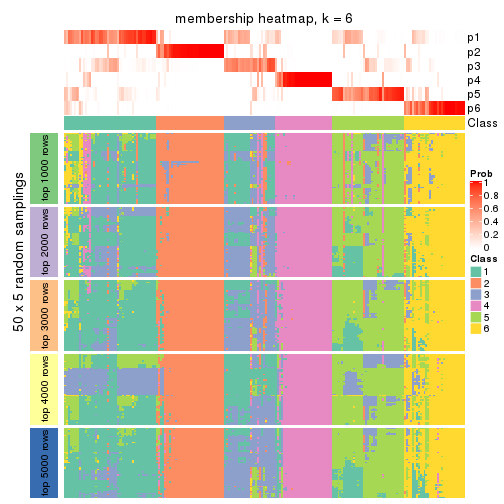 membership heatmap, k = 6
p1
p2
p3
p4
p5
p6
Class
50 x 5 random samplings
top 1000 rows
top 2000 rows
top 3000 rows
top 4000 rows
top 5000 rows
Prob
1
0.8
0.6
0.4
0.2
0
Class
1
2
3
4
5
6